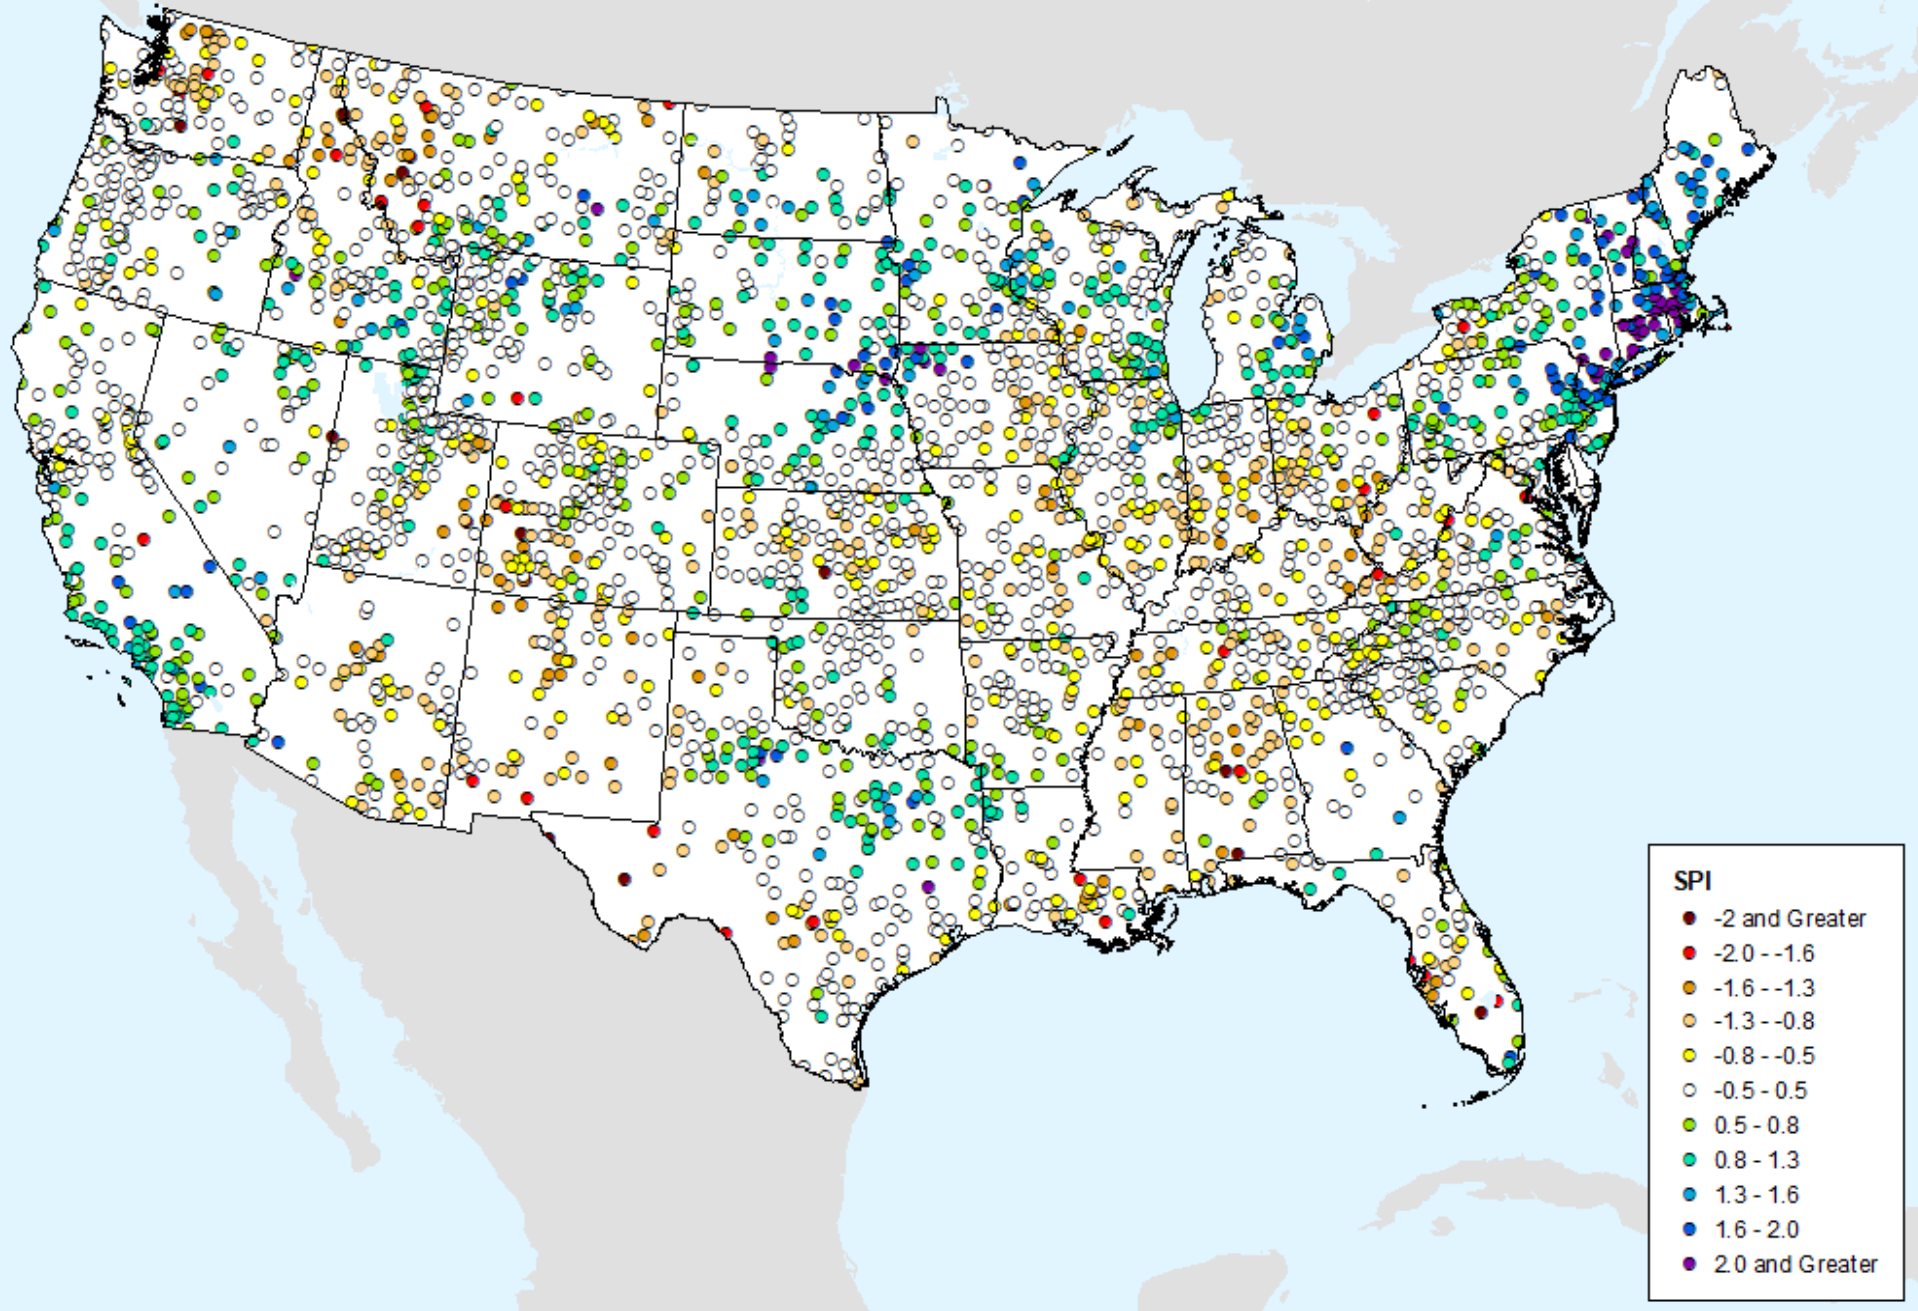 SPI
-2 and Greater
-2.0 - -1.6
-1.6 - -1.3
-1.3 - -0.8
-0.8 - -0.5
-0.5 - 0.5
0.5 - 0.8
0.8 - 1.3
1.3 - 1.6
1.6 - 2.0
2.0 and Greater